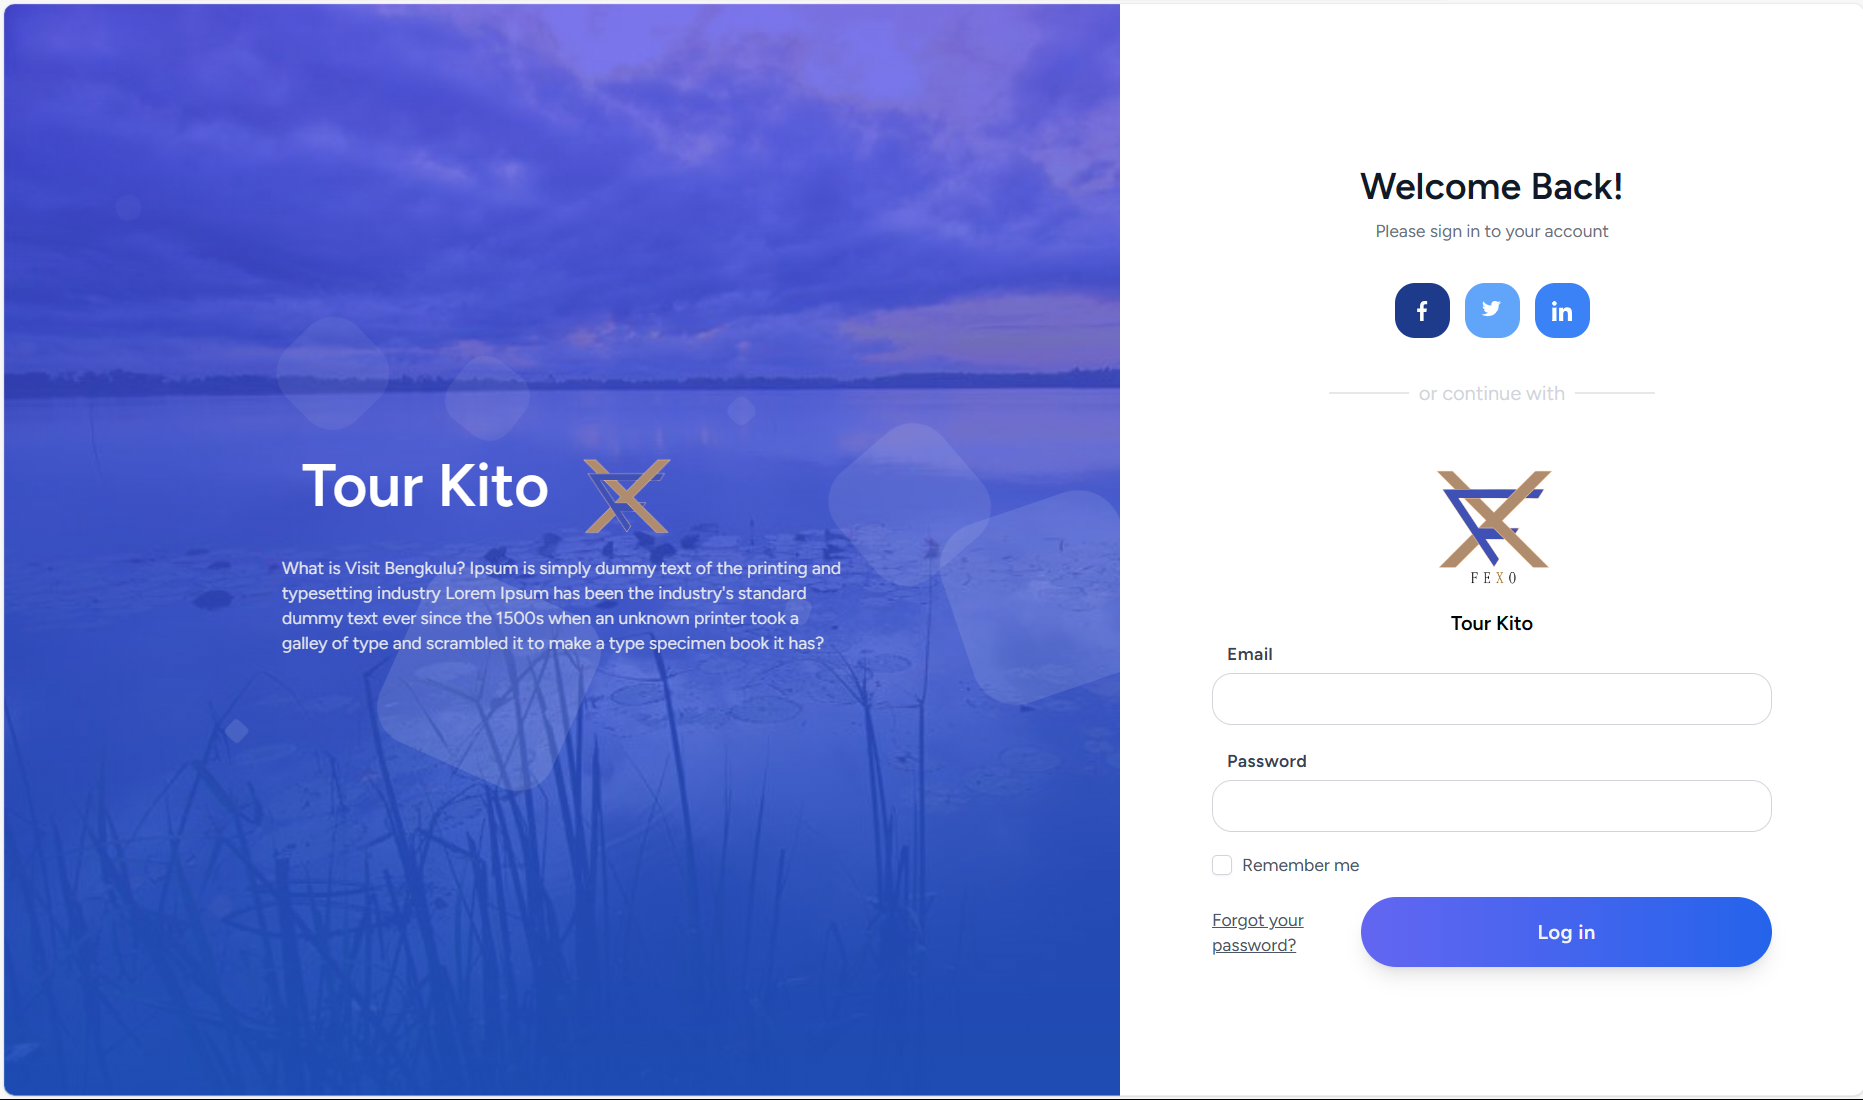 Tour Kito
What is Visit Bengkulu? Ipsum is simply dummy text of the printing and
typesetting industry Lorem Ipsum has been the industry's standard
dummy text ever since the 1500s when an unknown printer took a
galley of type and scrambled it to make a type specimen book it has?
Welcome Back!
Please sign in to your account
or continue with
FEXO
Tour Kito
Email
Password
Remember me
Forgot your
password?
Log in